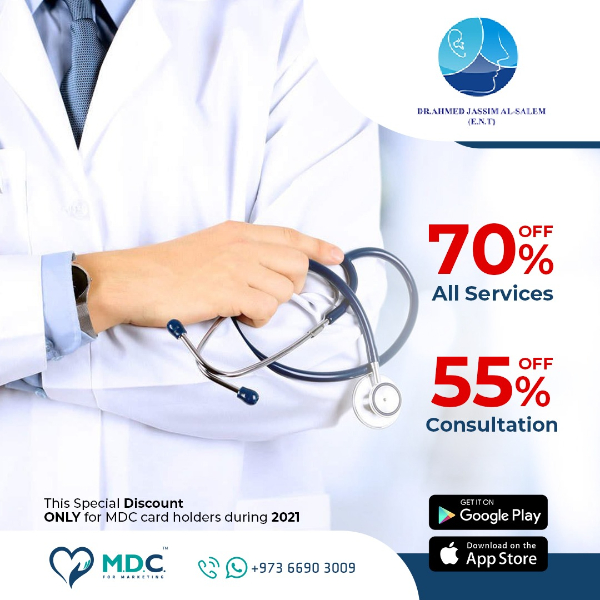 DR.AHMED JASSIM AL-SALEM
(E.N.T)
70% OFF
All Services
55% OFF
Consultation
This Special Discount
ONLY for MDC card holders during 2021
GET IT ON
Google Play
Download on the
App Store
M.D.C. ™
FOR MARKETING
+973 6690 3009